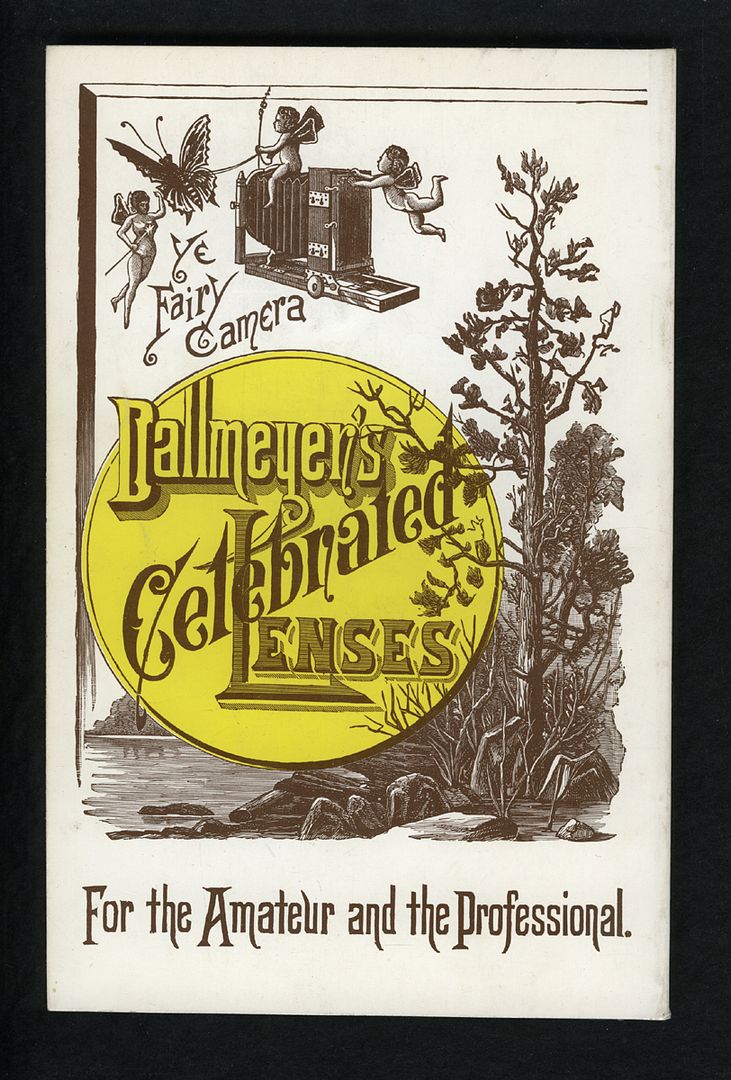 Ye
Fairy
Camera
Dallmeyer's
Celebrated
Lenses
For the Amateur and the Professional.